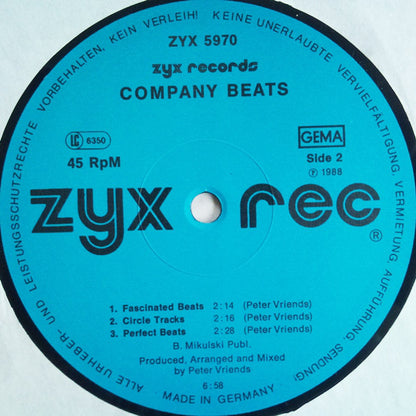 ALLE URHEBER- UND LEISTUNGSSCHUTZRECHTE VORBEHALTEN, KEIN VERLEIH! KEINE UNERLAUBTE VERVIELFÄLTIGUNG, VERMIETUNG, AUFFÜHRUNG, SENDUNG!
ZYX 5970
zyx records
COMPANY BEATS
LC 6350
GEMA
45 RpM
Side 2
℗ 1988
zyx rec®
1. Fascinated Beats 2:14 (Peter Vriends)
2. Circle Tracks 2:16 (Peter Vriends)
3. Perfect Beats 2:28 (Peter Vriends)
B. Mikulski Publ.
Produced, Arranged and Mixed
by Peter Vriends
6:58
MADE IN GERMANY